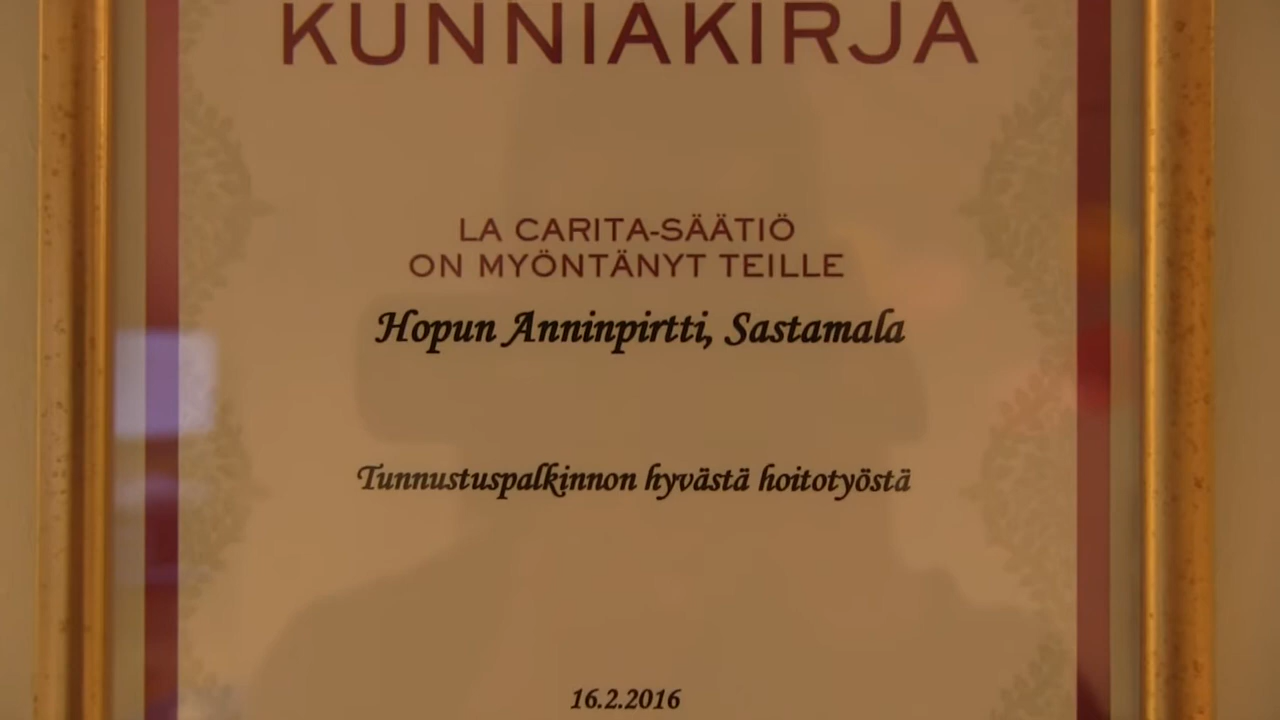 KUNNIAKIRJA
LA CARITA-SÄÄTIÖ
ON MYÖNTÄNYT TEILLE
Hopun Anninpirtti, Sastamala
Tunnustuspalkinnon hyvästä hoitotyöstä
16.2.2016